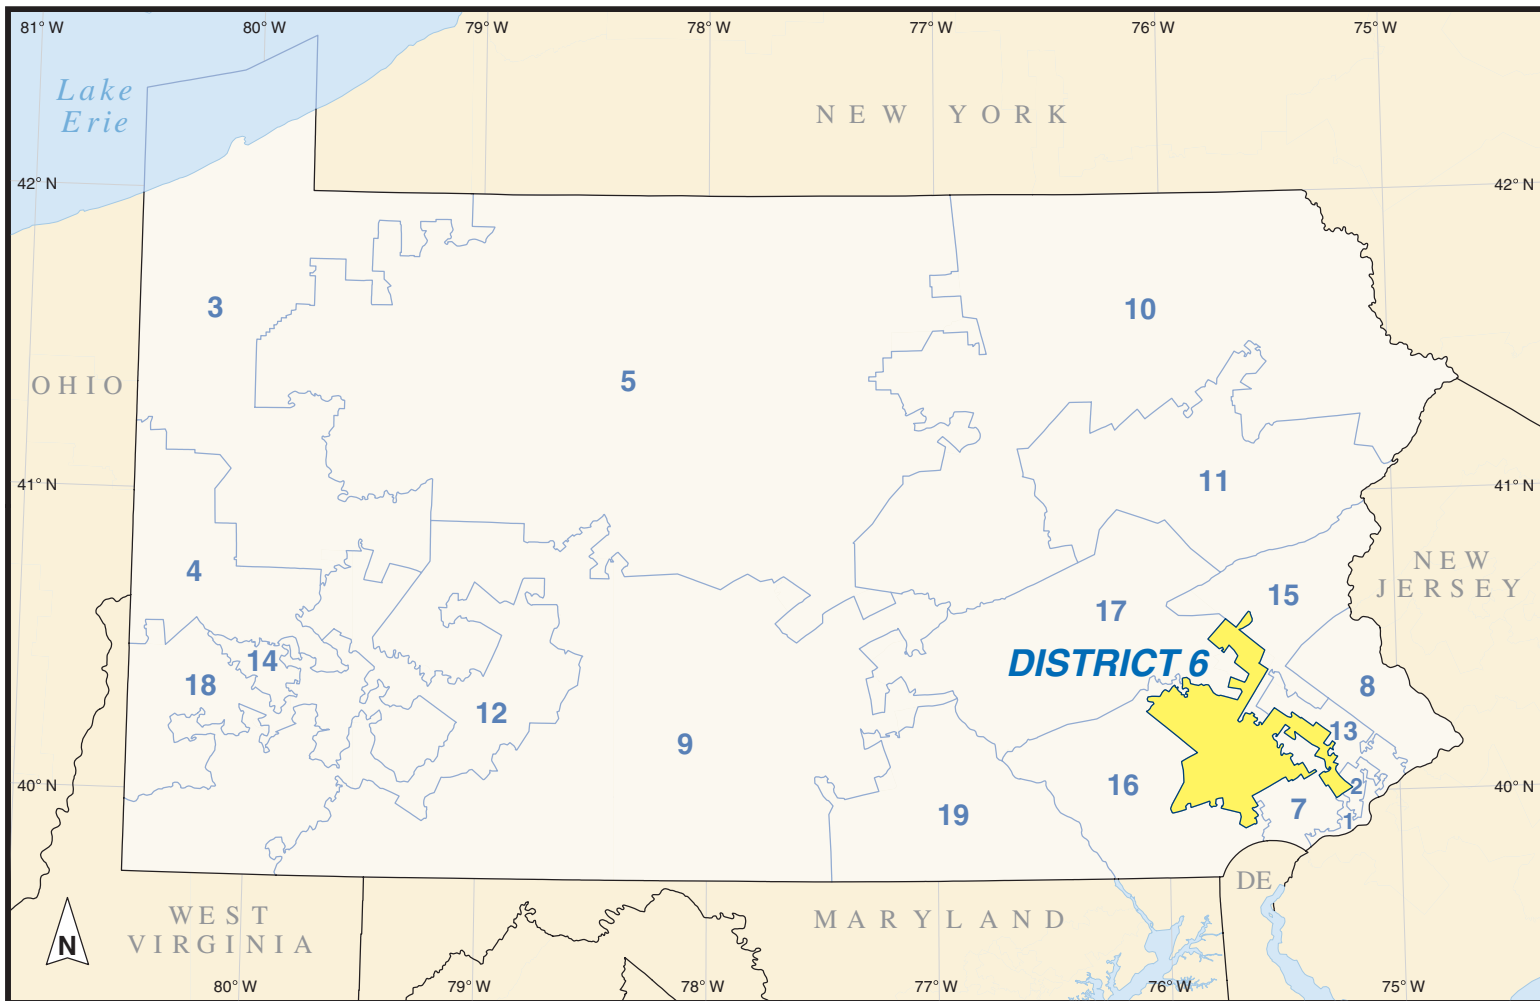 81° W 80° W 79° W 78° W 77° W 76° W 75° W
Lake
Erie
NEW YORK
42° N 42° N
3
10
OHIO
5
41° N 41° N
11
4
NEW
JERSEY
15
17
14
DISTRICT 6
18
8
12
13
9
40° N 40° N
16
2
7
19
1
DE
WEST
VIRGINIA
MARYLAND
N
80° W 79° W 78° W 77° W 76° W 75° W